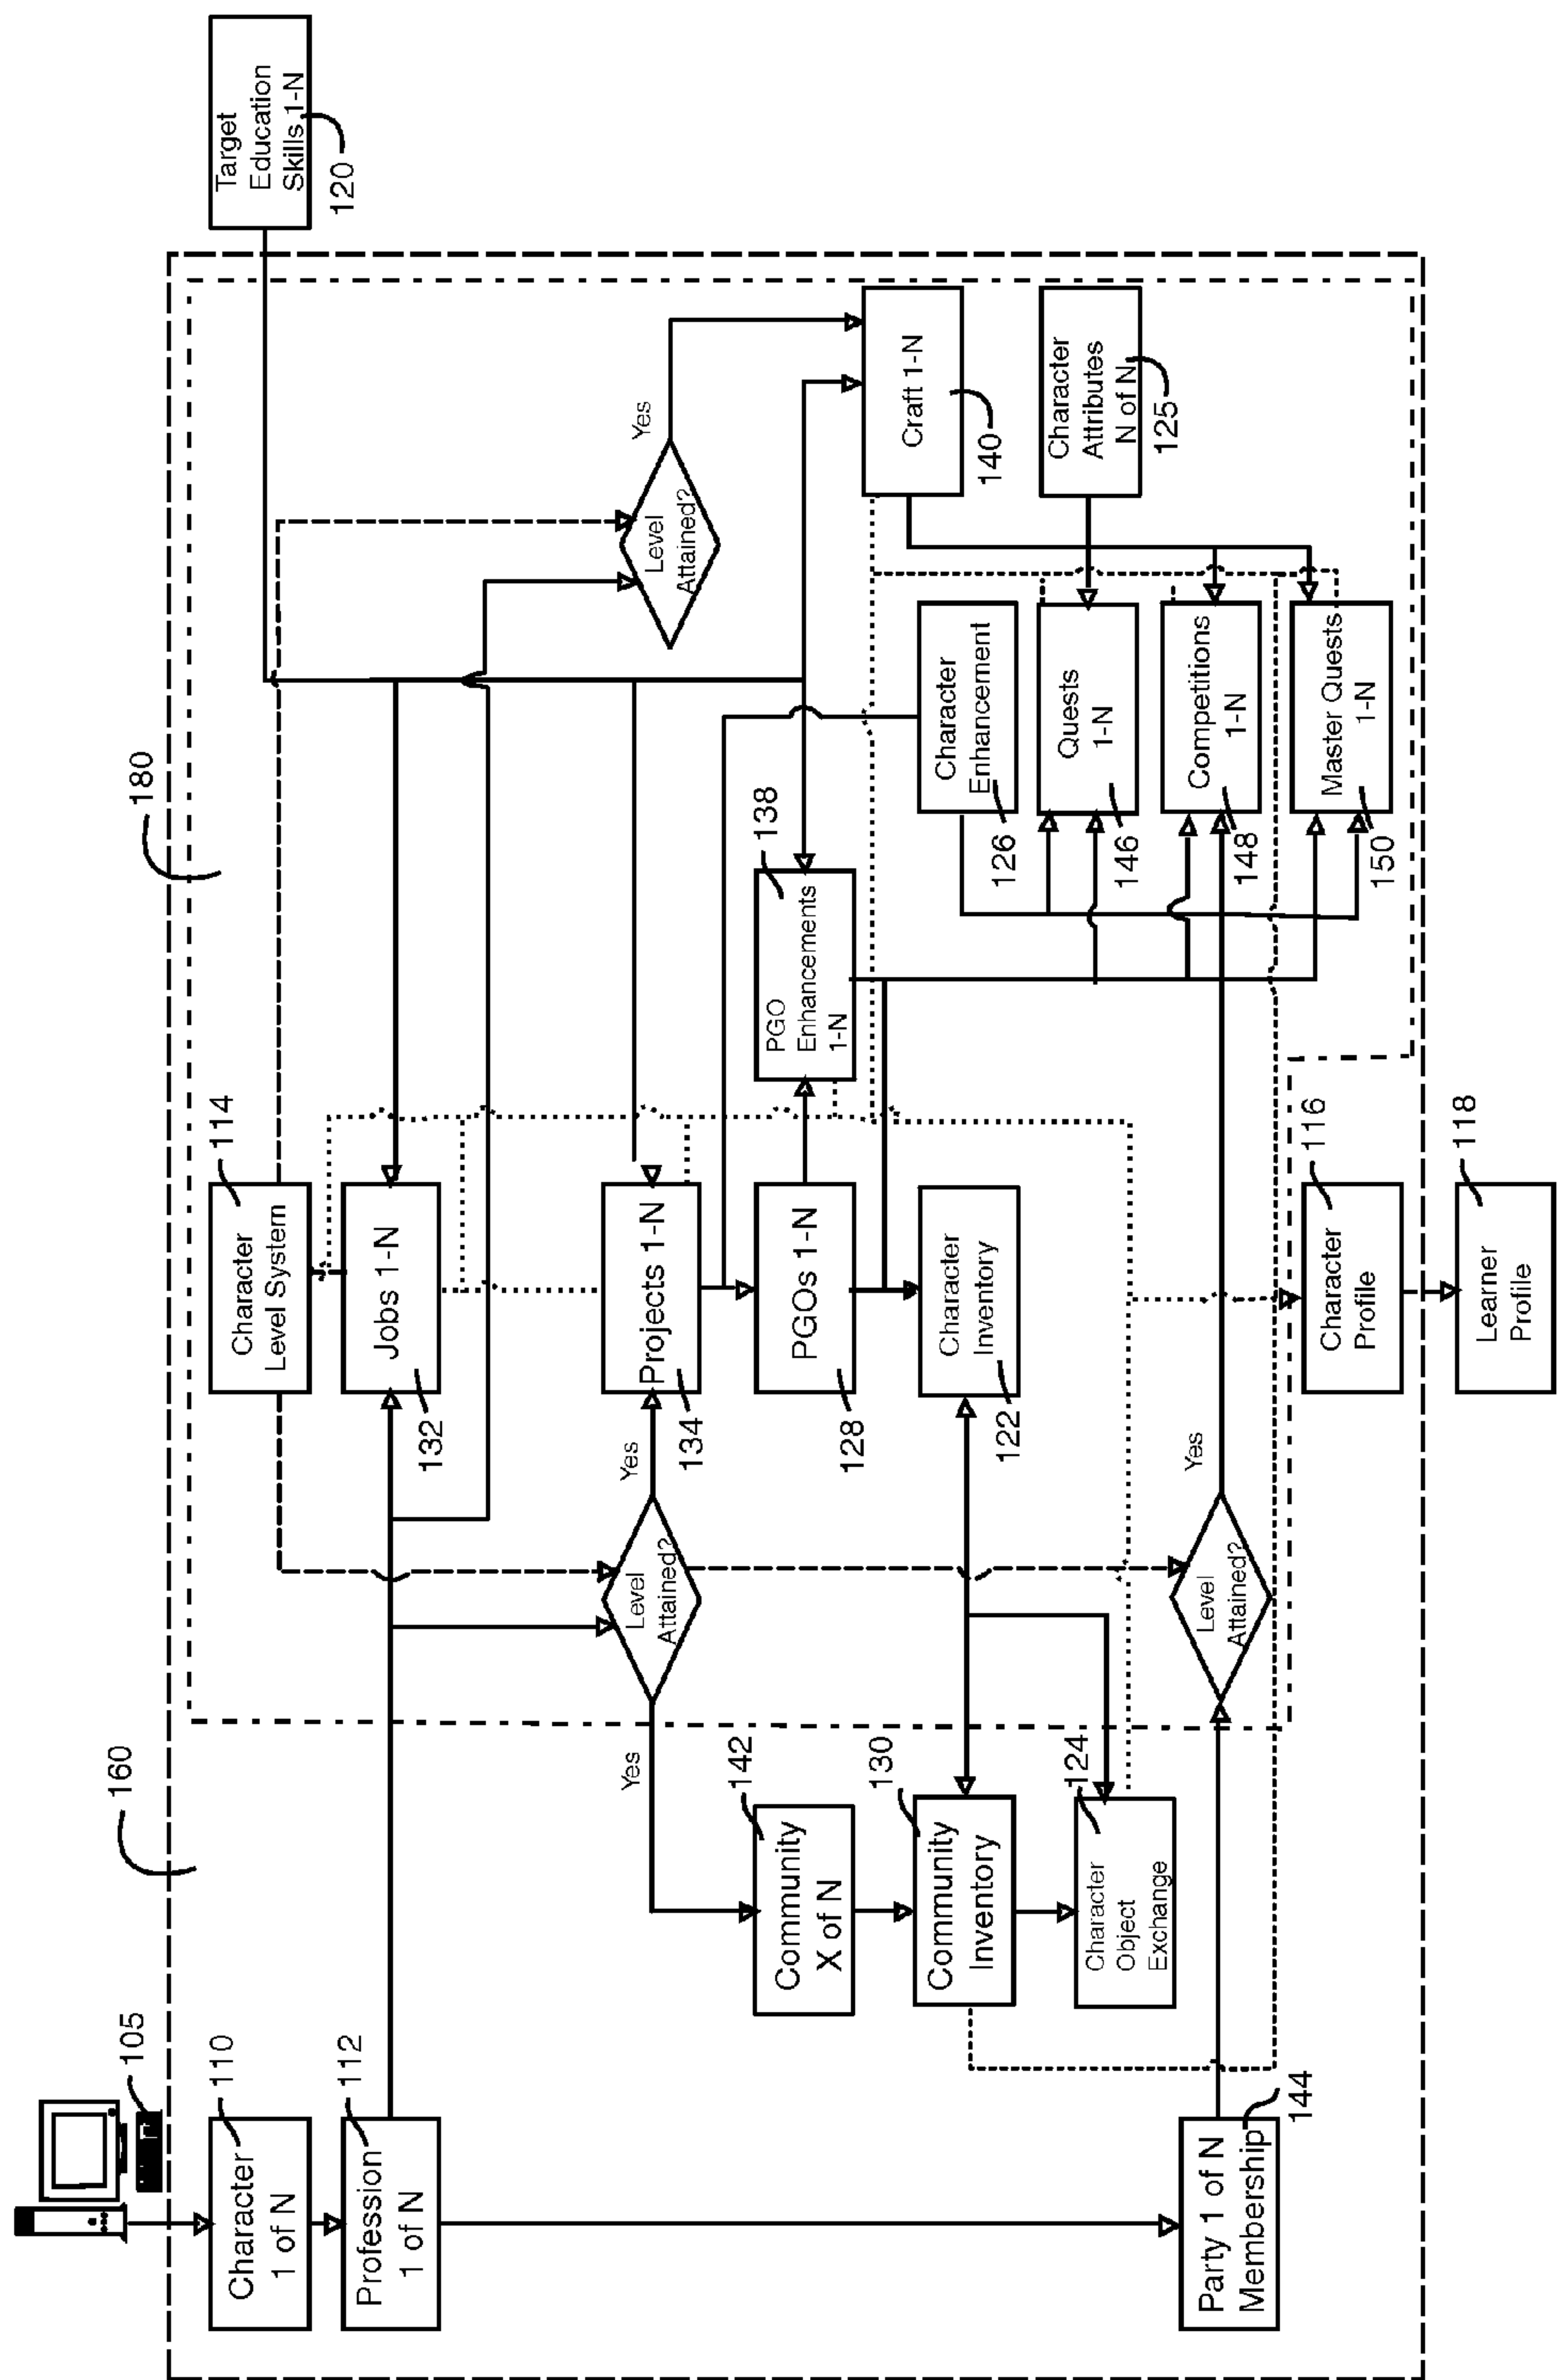 105
160
180
Character
1 of N
110
Profession
1 of N
112
Character
Level System
114
Jobs 1-N
132
Target
Education
Skills 1-N
120
Level
Attained?
Yes
Yes
Level
Attained?
Yes
Projects 1-N
134
Community
X of N
142
PGOs 1-N
128
PGO
Enhancements
1-N
138
Craft 1-N
140
Community
Inventory
130
Character
Inventory
122
Character
Enhancement
126
Character
Attributes
N of N
125
Character
Object
Exchange
124
Quests
1-N
146
Party 1 of N
Membership
144
Level
Attained?
Yes
Competitions
1-N
148
Master Quests
1-N
150
Character
Profile
116
Learner
Profile
118